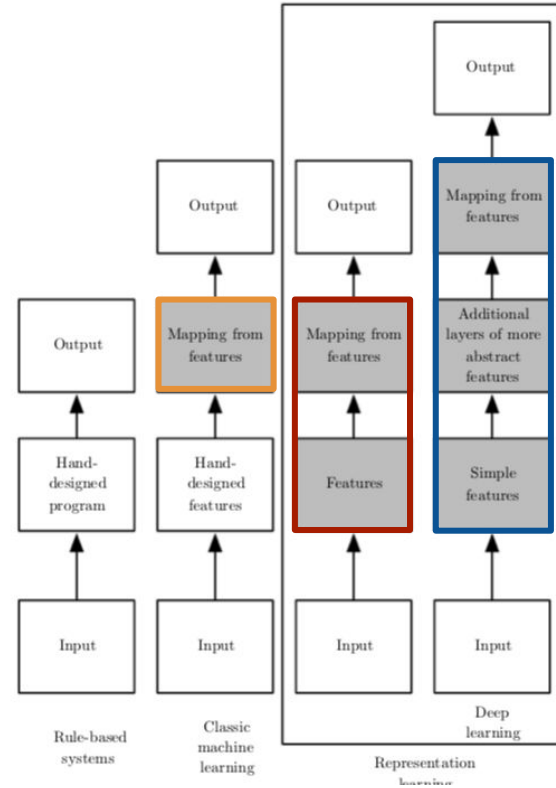 Output
Mapping from
features
Additional
layers of more
abstract
features
Simple
features
Input
Deep
learning
Output
Mapping from
features
Features
Input
Representation
learning
Output
Mapping from
features
Hand-
designed
features
Input
Classic
machine
learning
Output
Hand-
designed
program
Input
Rule-based
systems